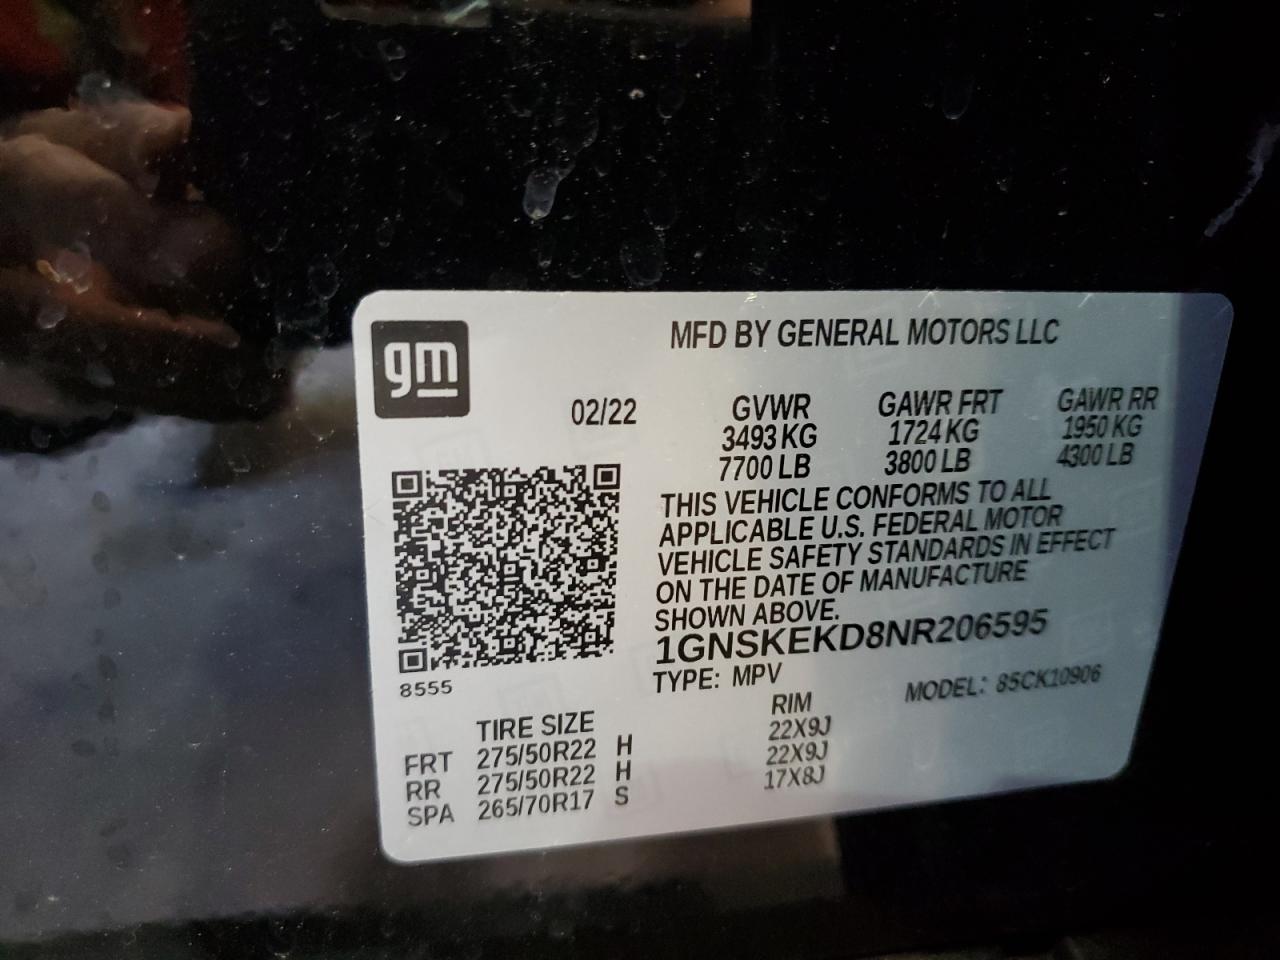 gm
MFD BY GENERAL MOTORS LLC
02/22 GVWR GAWR FRT GAWR RR
3493 KG 1724 KG 1950 KG
7700 LB 3800 LB 4300 LB
THIS VEHICLE CONFORMS TO ALL
APPLICABLE U.S. FEDERAL MOTOR
VEHICLE SAFETY STANDARDS IN EFFECT
ON THE DATE OF MANUFACTURE
SHOWN ABOVE.
1GNSKEKD8NR206595
8555 TYPE: MPV MODEL: 85CK10906
TIRE SIZE RIM
FRT 275/50R22 H 22X9J
RR 275/50R22 H 22X9J
SPA 265/70R17 S 17X8J